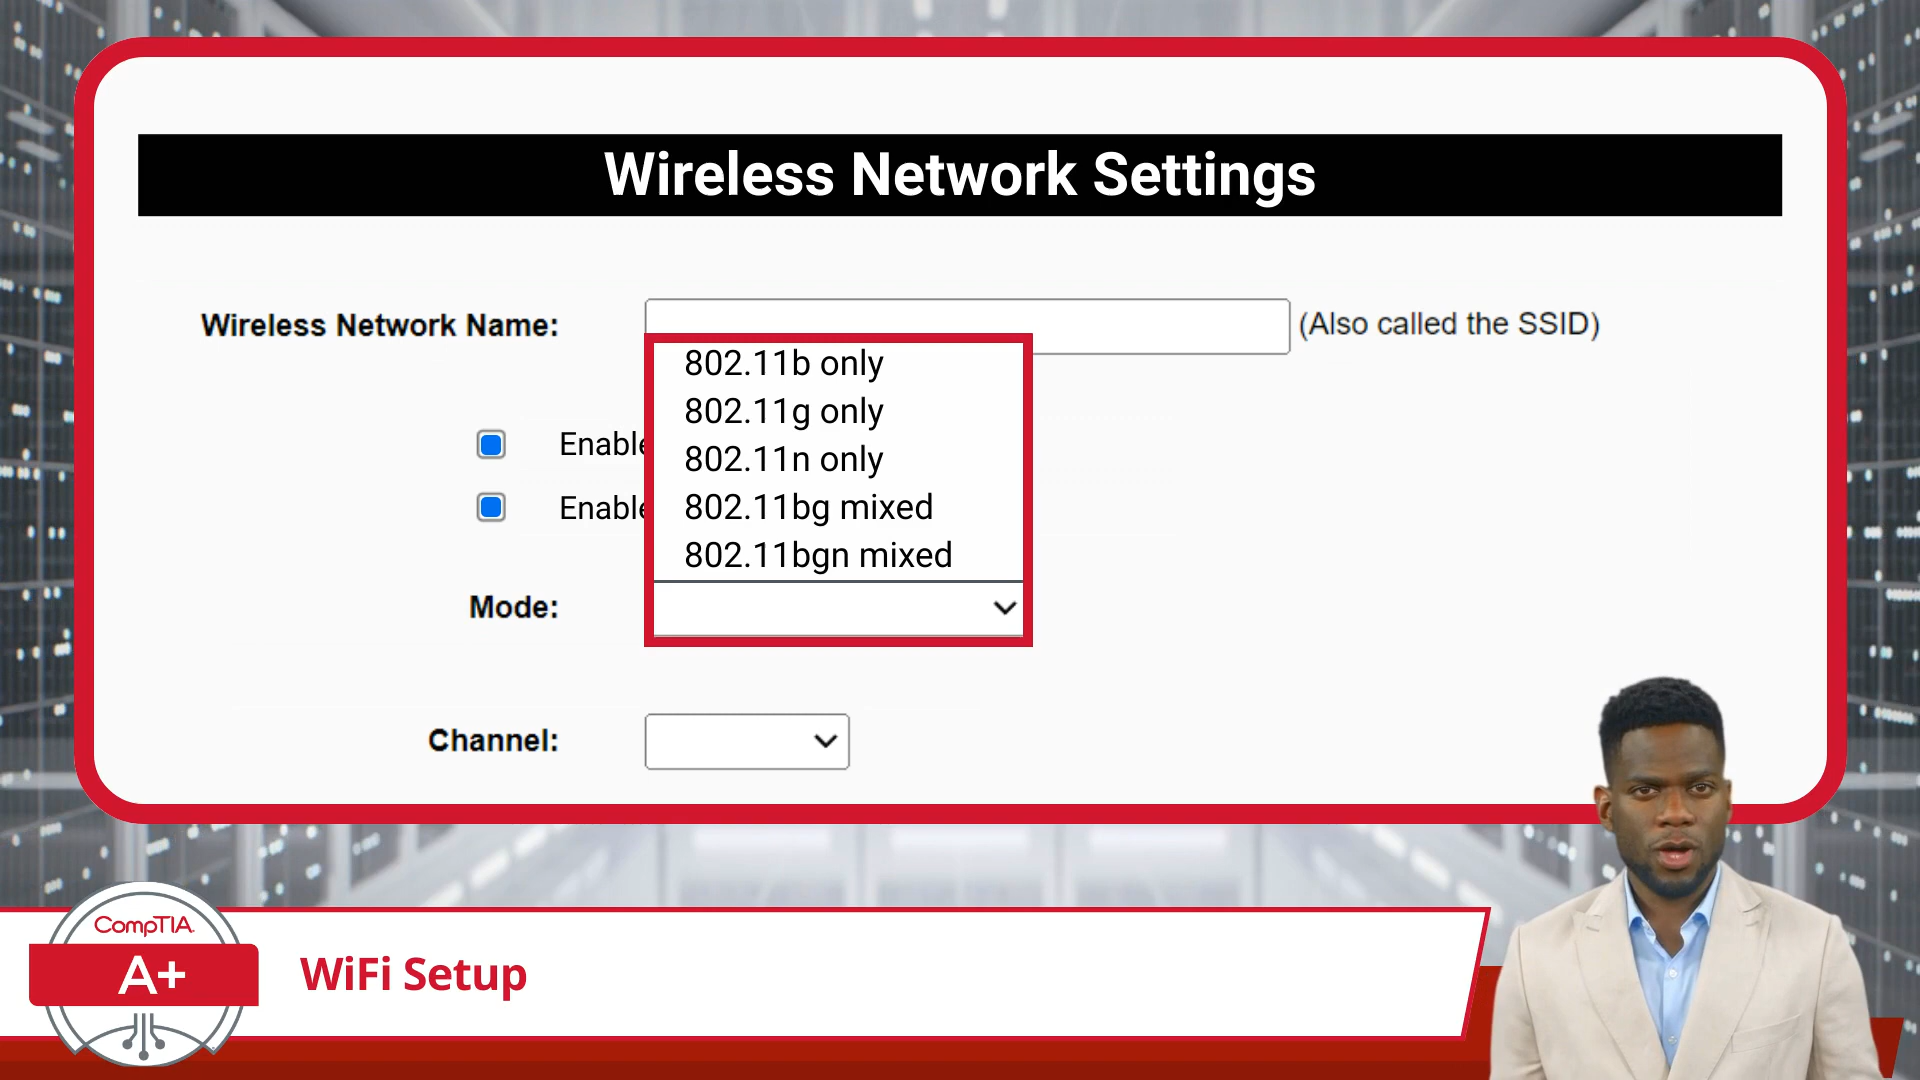 Wireless Network Settings
Wireless Network Name:
(Also called the SSID)
802.11b only
802.11g only
802.11n only
802.11bg mixed
802.11bgn mixed
Enable
Enable
Mode:
Channel:
CompTIA.
A+
WiFi Setup